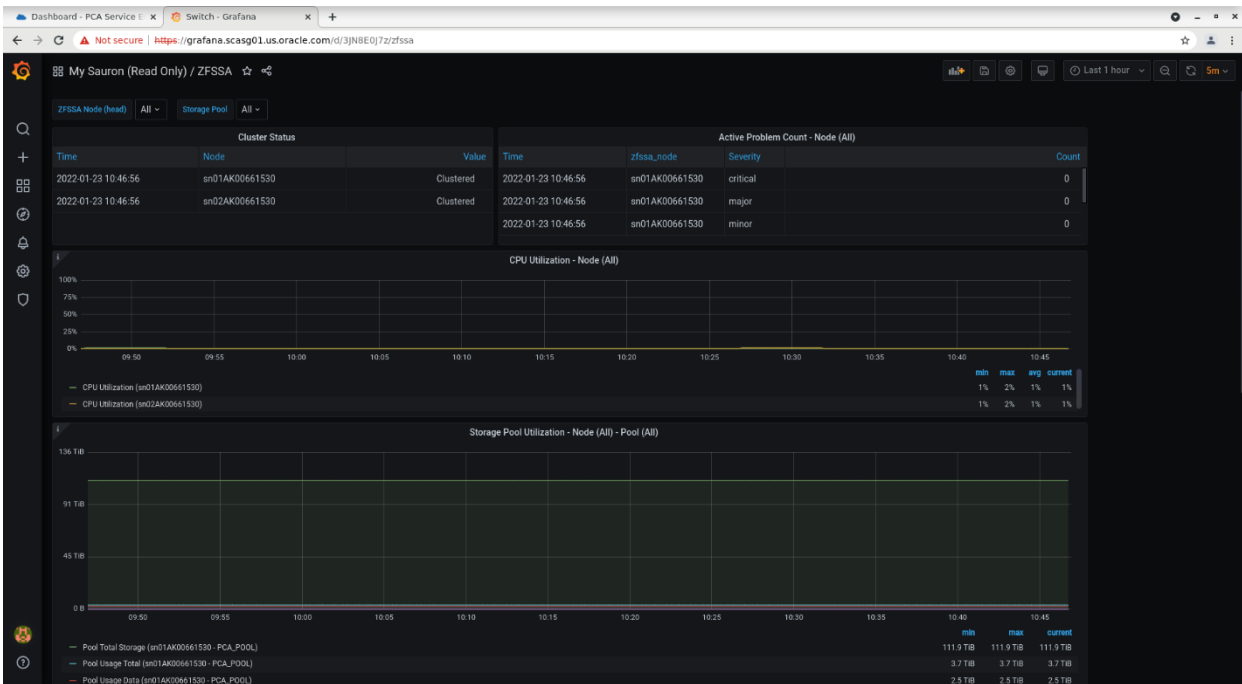 Dashboard - PCA Service E
Switch - Grafana
Not secure
https://grafana.scasg01.us.oracle.com/d/3JN8E0J7z/zfssa
My Sauron (Read Only) / ZFSSA
Last 1 hour
5m
ZFSSA Node (head) All Storage Pool All
Cluster Status
Time Node Value
2022-01-23 10:46:56 sn01AK00661530 Clustered
2022-01-23 10:46:56 sn02AK00661530 Clustered
Active Problem Count - Node (All)
Time zfssa_node Severity Count
2022-01-23 10:46:56 sn01AK00661530 critical 0
2022-01-23 10:46:56 sn01AK00661530 major 0
2022-01-23 10:46:56 sn01AK00661530 minor 0
CPU Utilization - Node (All)
100%
75%
50%
25%
0%
09:50 09:55 10:00 10:05 10:10 10:15 10:20 10:25 10:30 10:35 10:40 10:45
min max avg current
CPU Utilization (sn01AK00661530) 1% 2% 1% 1%
CPU Utilization (sn02AK00661530) 1% 2% 1% 1%
Storage Pool Utilization - Node (All) - Pool (All)
136 TiB
91 TiB
45 TiB
0 B
09:50 09:55 10:00 10:05 10:10 10:15 10:20 10:25 10:30 10:35 10:40 10:45
min max current
Pool Total Storage (sn01AK00661530 - PCA_POOL) 111.9 TiB 111.9 TiB 111.9 TiB
Pool Usage Total (sn01AK00661530 - PCA_POOL) 3.7 TiB 3.7 TiB 3.7 TiB
Pool Usage Data (sn01AK00661530 - PCA_POOL) 2.5 TiB 2.5 TiB 2.5 TiB